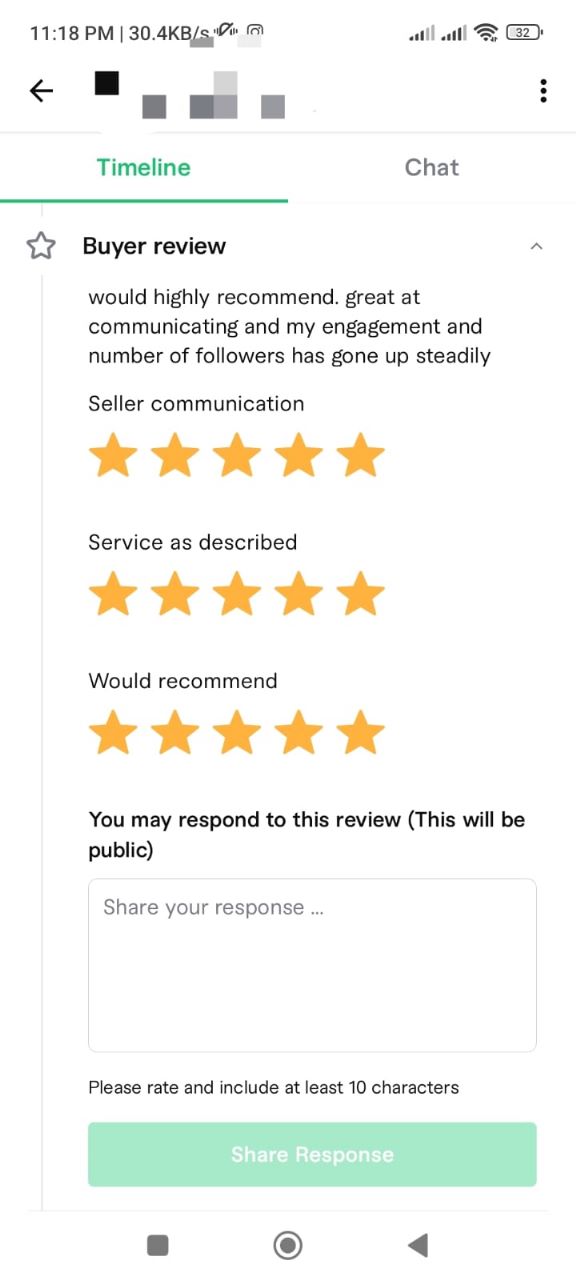 11:18 PM | 30.4KB/s
32
Timeline
Chat
Buyer review
would highly recommend. great at
communicating and my engagement and
number of followers has gone up steadily
Seller communication
Service as described
Would recommend
You may respond to this review (This will be
public)
Share your response ...
Please rate and include at least 10 characters
Share Response